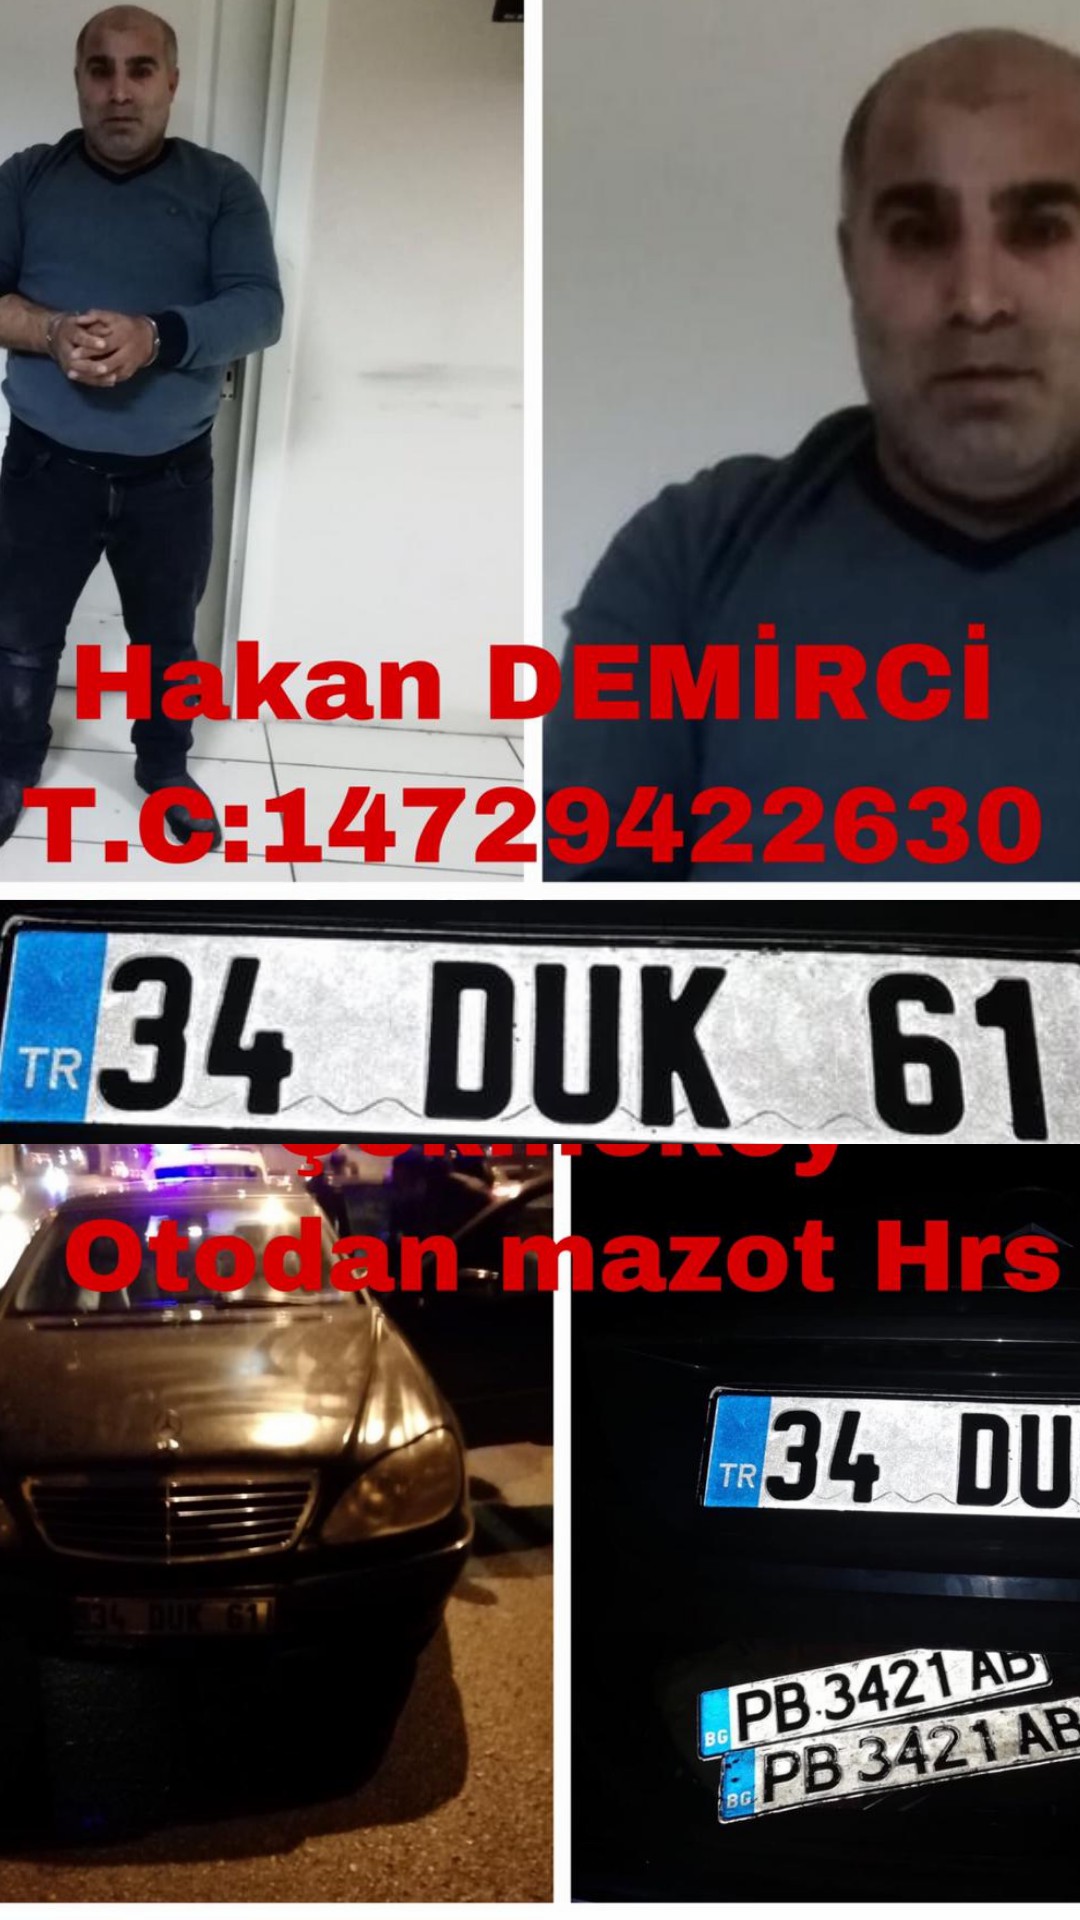 Hakan DEMİRCİ
T.C:14729422630
TR 34 DUK 61
Otodan mazot Hrs
TR 34 DU
34 DUK 61
BG PB 3421 AB
BG PB 3421 AB